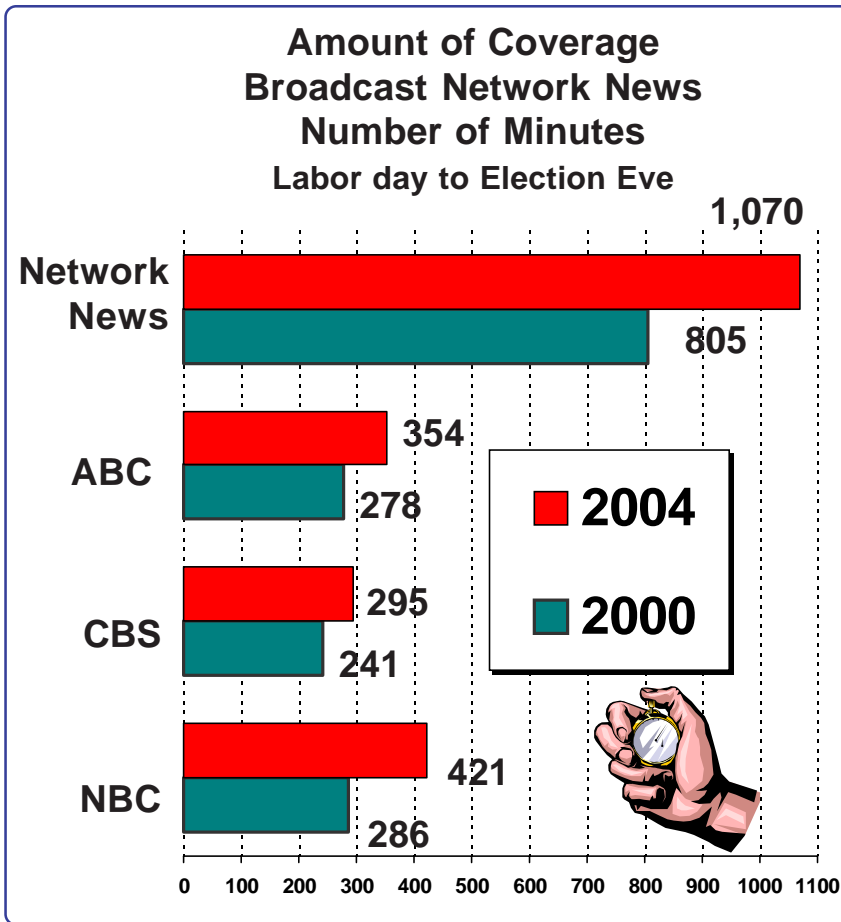 Amount of Coverage
Broadcast Network News
Number of Minutes
Labor day to Election Eve
1,070
Network
News
805
354
ABC
278
2004
295
CBS
2000
241
421
NBC
286
0 100 200 300 400 500 600 700 800 900 1000 1100